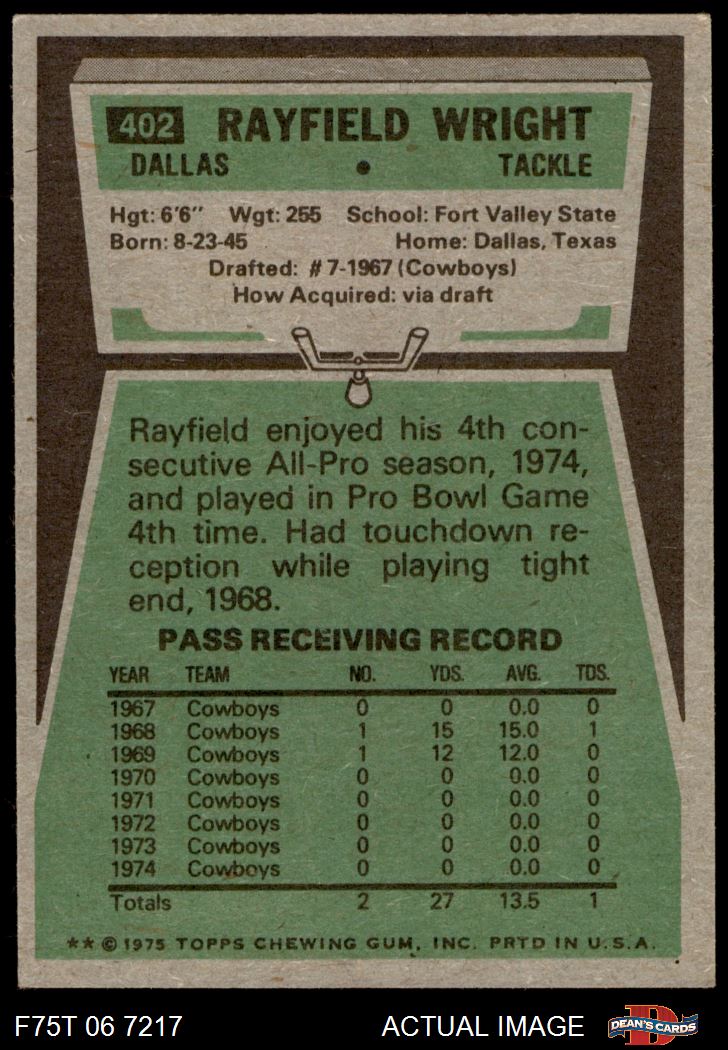 402 RAYFIELD WRIGHT
DALLAS • TACKLE
Hgt: 6'6" Wgt: 255 School: Fort Valley State
Born: 8-23-45 Home: Dallas, Texas
Drafted: #7-1967 (Cowboys)
How Acquired: via draft
Rayfield enjoyed his 4th con-
secutive All-Pro season, 1974,
and played in Pro Bowl Game
4th time. Had touchdown re-
ception while playing tight
end, 1968.
PASS RECEIVING RECORD
YEAR TEAM NO. YDS. AVG. TDS.
1967 Cowboys 0 0 0.0 0
1968 Cowboys 1 15 15.0 1
1969 Cowboys 1 12 12.0 0
1970 Cowboys 0 0 0.0 0
1971 Cowboys 0 0 0.0 0
1972 Cowboys 0 0 0.0 0
1973 Cowboys 0 0 0.0 0
1974 Cowboys 0 0 0.0 0
Totals 2 27 13.5 1
** © 1975 TOPPS CHEWING GUM, INC. PRTD IN U.S.A.
F75T 06 7217 ACTUAL IMAGE D DEAN'S CARDS